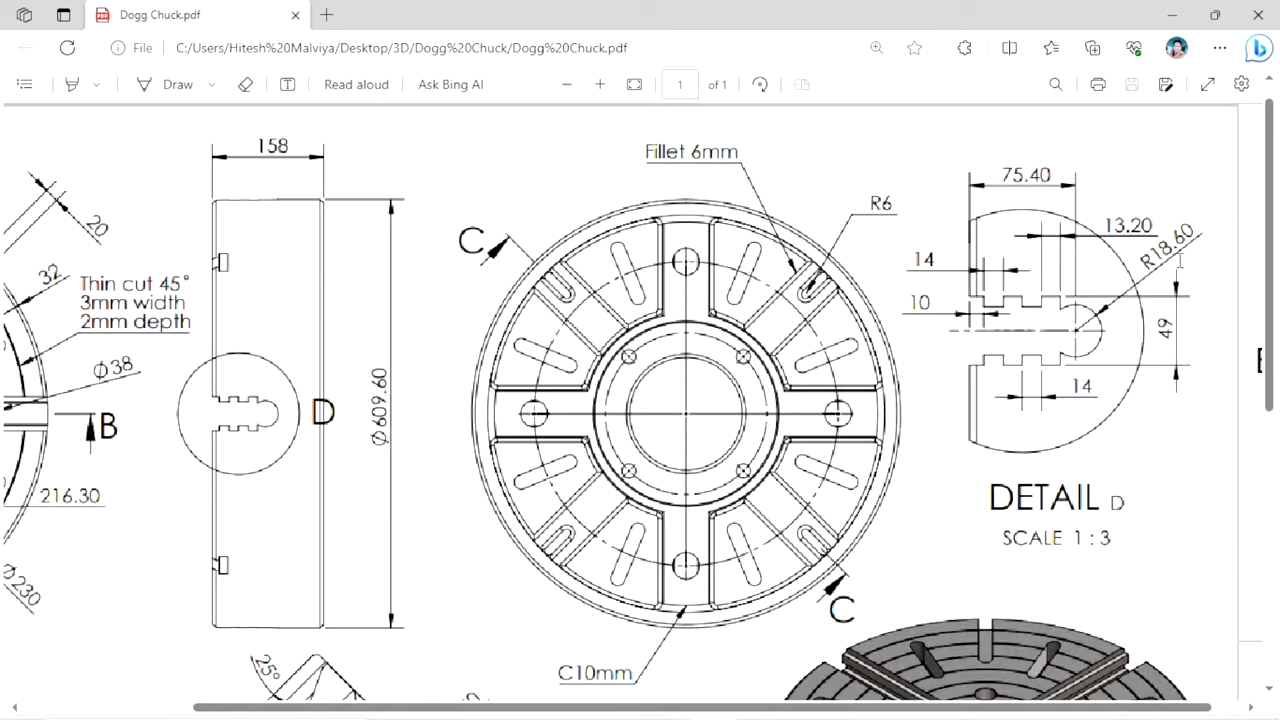 Dogg Chuck.pdf
File
C:/Users/Hitesh%20Malviya/Desktop/3D/Dogg%20Chuck/Dogg%20Chuck.pdf
Draw
Read aloud
Ask Bing AI
1
of 1
158
Fillet 6mm
R6
75.40
13.20
R18.60
14
10
49
14
20
32
Thin cut 45°
3mm width
2mm depth
Ø38
B
216.30
Ø230
D
Ø609.60
C
C
C10mm
25°
DETAIL D
SCALE 1 : 3